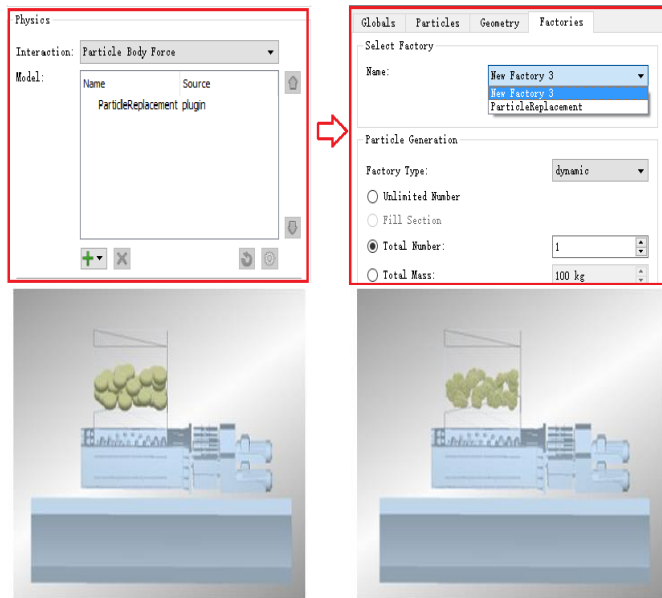 Physics
Interaction: Particle Body Force
Model:
Name Source
ParticleReplacement plugin
Globals Particles Geometry Factories
Select Factory
Name: New Factory 3
New Factory 3
ParticleReplacement
Particle Generation
Factory Type: dynamic
Unlimited Number
Fill Section
Total Number: 1
Total Mass: 100 kg